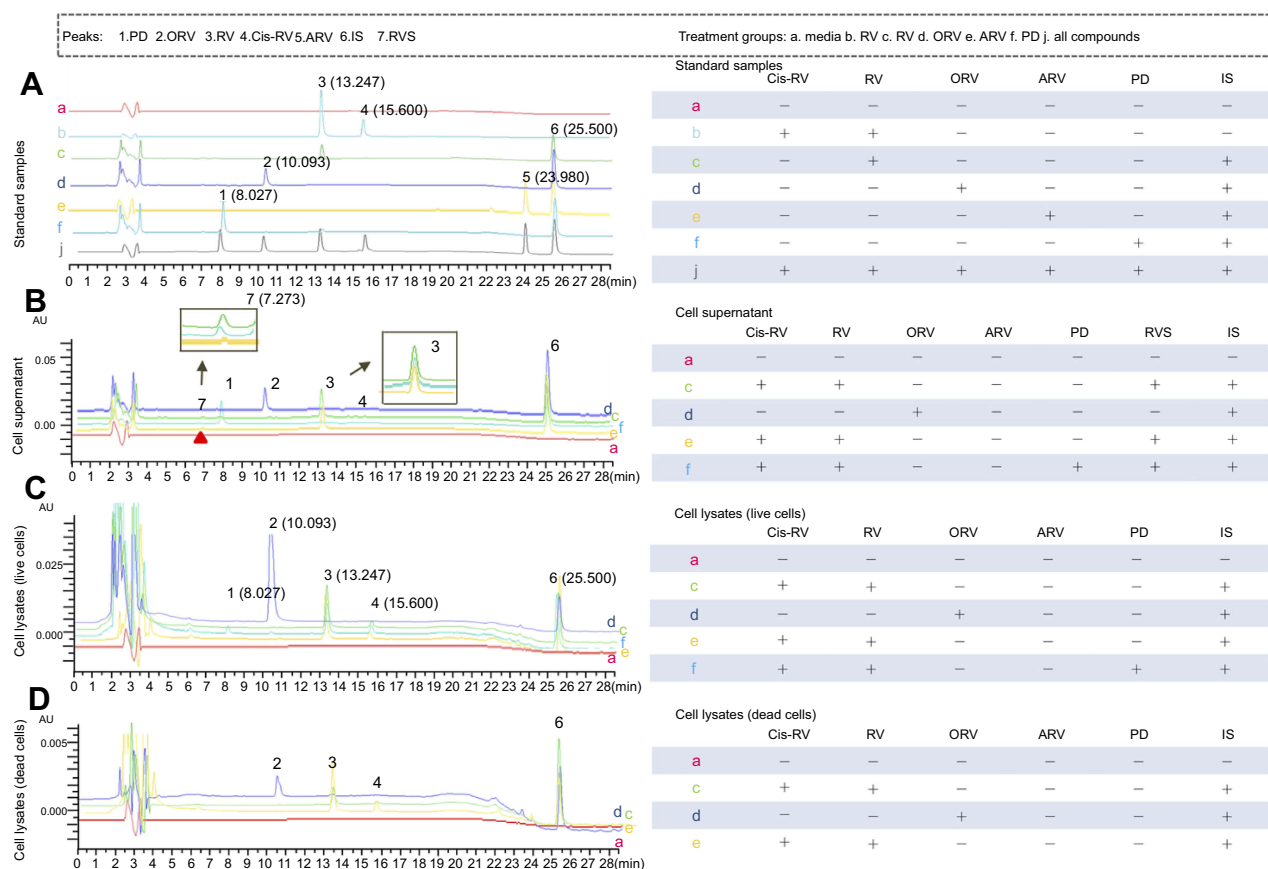 Peaks: 1.PD 2.ORV 3.RV 4.Cis-RV 5.ARV 6.IS 7.RVS
Treatment groups: a. media b. RV c. RV d. ORV e. ARV f. PD j. all compounds
A
Standard samples
3 (13.247)
4 (15.600)
6 (25.500)
2 (10.093)
5 (23.980)
1 (8.027)
a
b
c
d
e
f
j
0 1 2 3 4 5 6 7 8 9 10 11 12 13 14 15 16 17 18 19 20 21 22 23 24 25 26 27 28 (min)
Standard samples
Cis-RV RV ORV ARV PD IS
a − − − − − −
b + + − − − −
c − + − − − +
d − − + − − +
e − − − + − +
f − − − − + +
j + + + + + +
B
AU
Cell supernatant
0.05
0.00
7 (7.273)
3
6
1
2
3
7
4
d
c
f
e
a
0 1 2 3 4 5 6 7 8 9 10 11 12 13 14 15 16 17 18 19 20 21 22 23 24 25 26 27 28 (min)
Cell supernatant
Cis-RV RV ORV ARV PD RVS IS
a − − − − − − −
c + + − − − + +
d − − + − − − +
e + + − − − + +
f + + − − + + +
C
AU
Cell lysates (live cells)
0.025
0.000
2 (10.093)
1 (8.027)
3 (13.247)
4 (15.600)
6 (25.500)
d
c
f
e
a
0 1 2 3 4 5 6 7 8 9 10 11 12 13 14 15 16 17 18 19 20 21 22 23 24 25 26 27 28 (min)
Cell lysates (live cells)
Cis-RV RV ORV ARV PD IS
a − − − − − −
c + + − − − +
d − − + − − +
e + + − − − +
f + + − − + +
D
AU
Cell lysates (dead cells)
0.005
0.000
6
2
3
4
d c
e
a
0 1 2 3 4 5 6 7 8 9 10 11 12 13 14 15 16 17 18 19 20 21 22 23 24 25 26 27 28 (min)
Cell lysates (dead cells)
Cis-RV RV ORV ARV PD IS
a − − − − − −
c + + − − − +
d − − + − − +
e + + − − − +